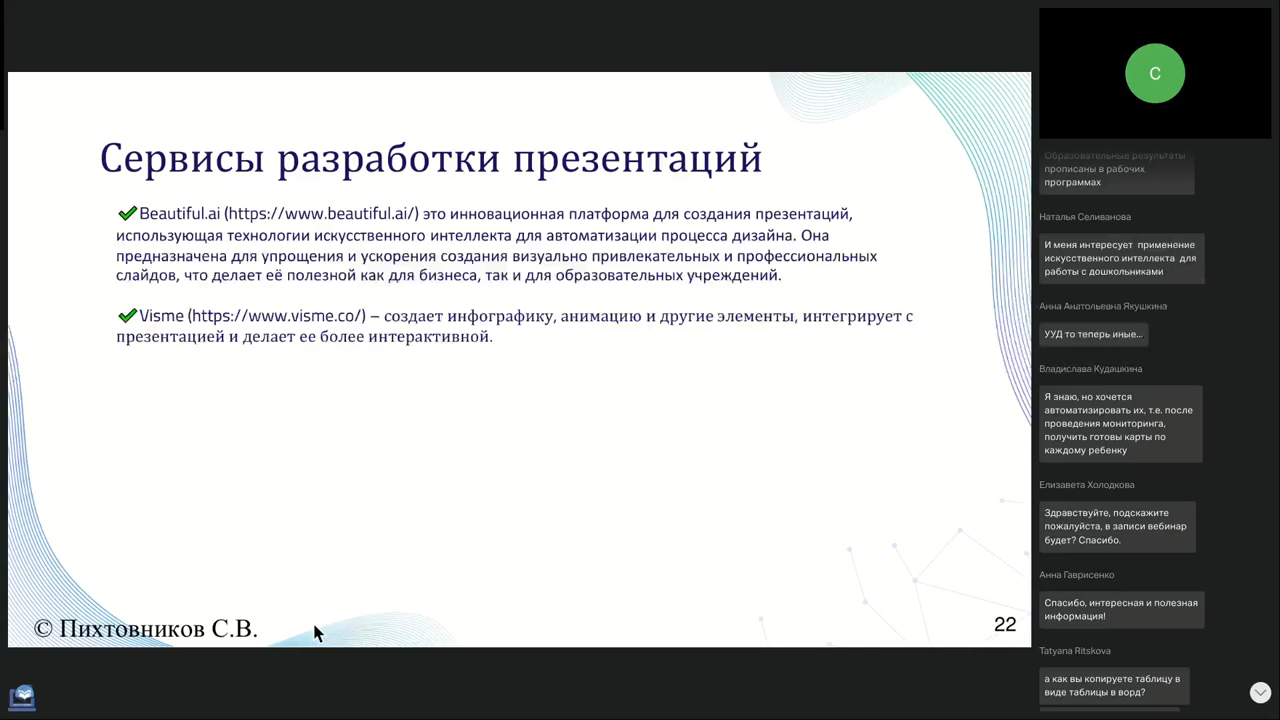 Сервисы разработки презентаций
Beautiful.ai (https://www.beautiful.ai/) это инновационная платформа для создания презентаций,
использующая технологии искусственного интеллекта для автоматизации процесса дизайна. Она
предназначена для упрощения и ускорения создания визуально привлекательных и профессиональных
слайдов, что делает её полезной как для бизнеса, так и для образовательных учреждений.
Visme (https://www.visme.co/) – создает инфографику, анимацию и другие элементы, интегрирует с
презентацией и делает ее более интерактивной.
© Пихтовников С.В.
22
С
Образовательные результаты
прописаны в рабочих
программах
Наталья Селиванова
И меня интересует применение
искусственного интеллекта для
работы с дошкольниками
Анна Анатольевна Якушкина
УУД то теперь иные...
Владислава Кудашкина
Я знаю, но хочется
автоматизировать их, т.е. после
проведения мониторинга,
получить готовы карты по
каждому ребенку
Елизавета Холодкова
Здравствуйте, подскажите
пожалуйста, в записи вебинар
будет? Спасибо.
Анна Гаврисенко
Спасибо, интересная и полезная
информация!
Tatyana Ritskova
а как вы копируете таблицу в
виде таблицы в ворд?